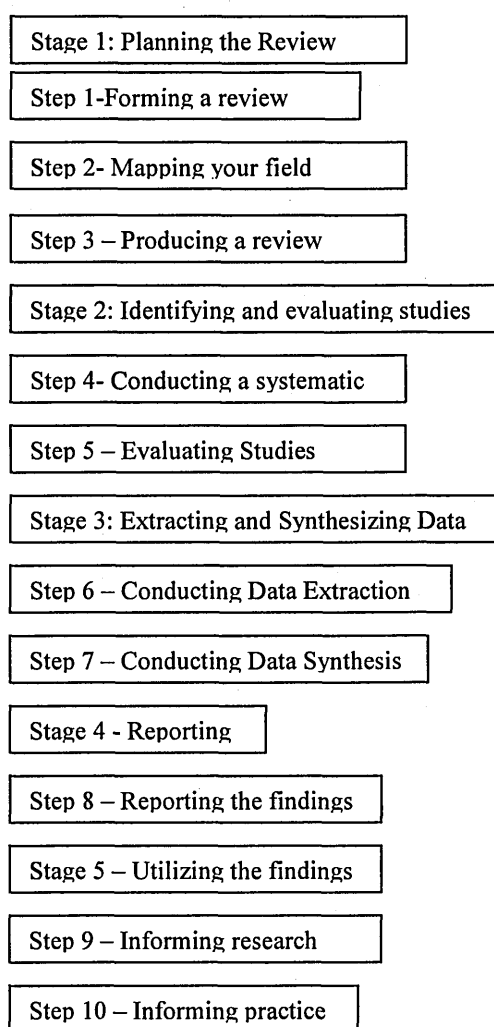 Stage 1: Planning the Review
Step 1-Forming a review
Step 2- Mapping your field
Step 3 – Producing a review
Stage 2: Identifying and evaluating studies
Step 4- Conducting a systematic
Step 5 – Evaluating Studies
Stage 3: Extracting and Synthesizing Data
Step 6 – Conducting Data Extraction
Step 7 – Conducting Data Synthesis
Stage 4 - Reporting
Step 8 – Reporting the findings
Stage 5 – Utilizing the findings
Step 9 – Informing research
Step 10 – Informing practice